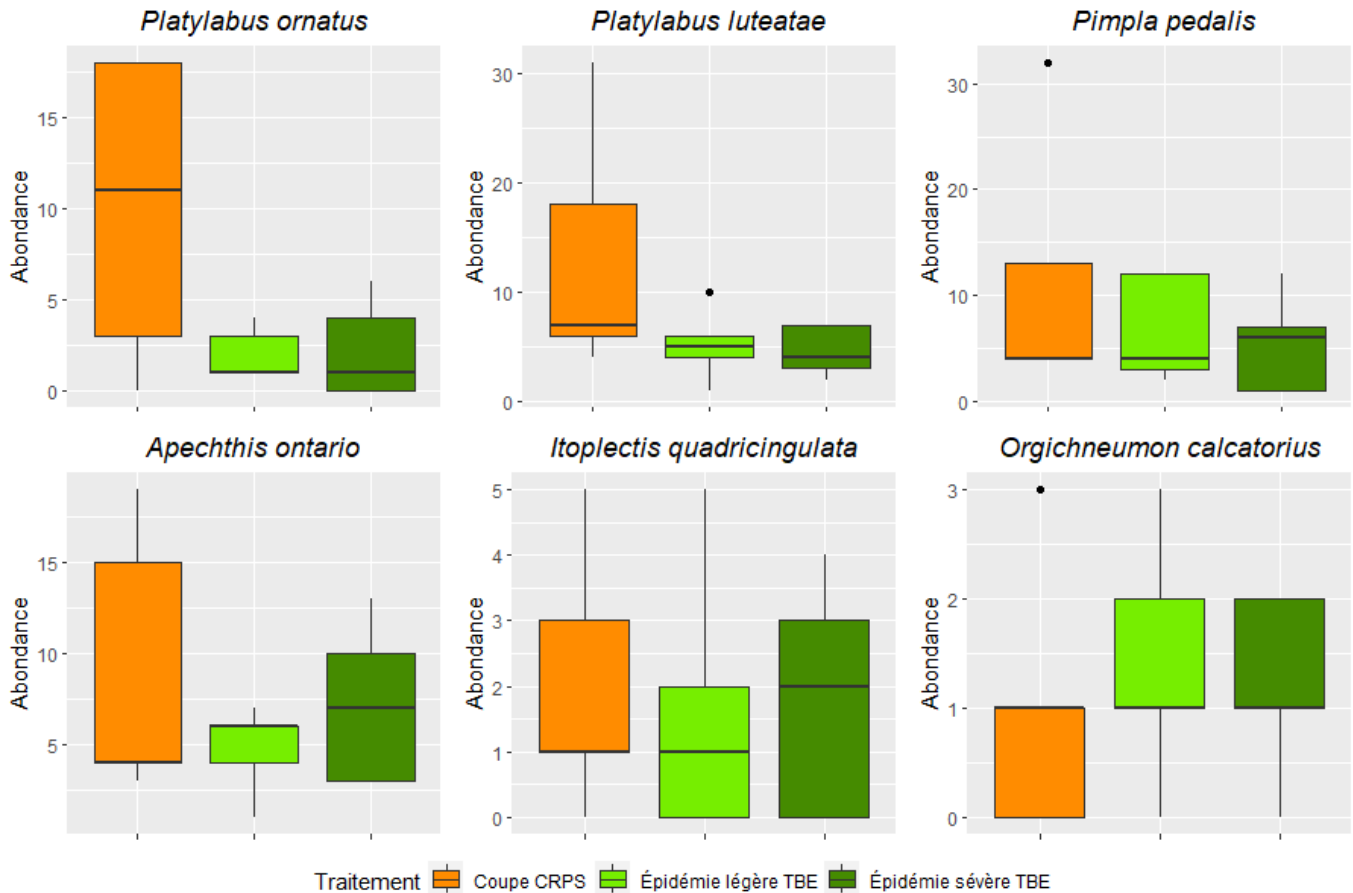 Platylabus ornatus
Platylabus luteatae
Pimpla pedalis
Abondance
15
10
5
0
Abondance
30
20
10
0
Abondance
30
20
10
0
Apechthis ontario
Itoplectis quadricingulata
Orgichneumon calcatorius
Abondance
15
10
5
Abondance
5
4
3
2
1
0
Abondance
3
2
1
0
Traitement Coupe CRPS Épidémie légère TBE Épidémie sévère TBE